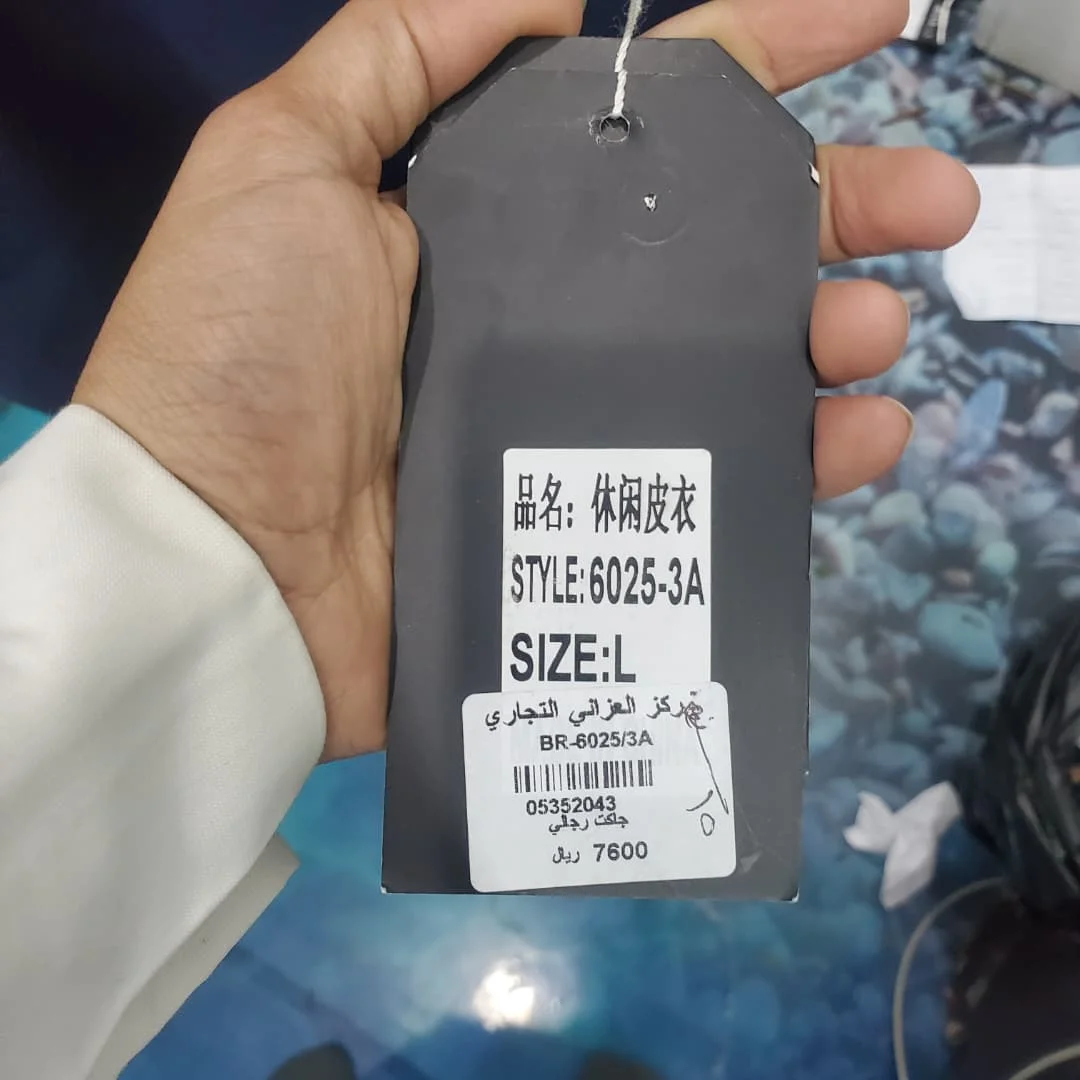 品名: 休闲皮衣
STYLE:6025-3A
SIZE:L
مركز العزاني التجاري
BR-6025/3A
05352043
جاكت رجالي
7600 ريال